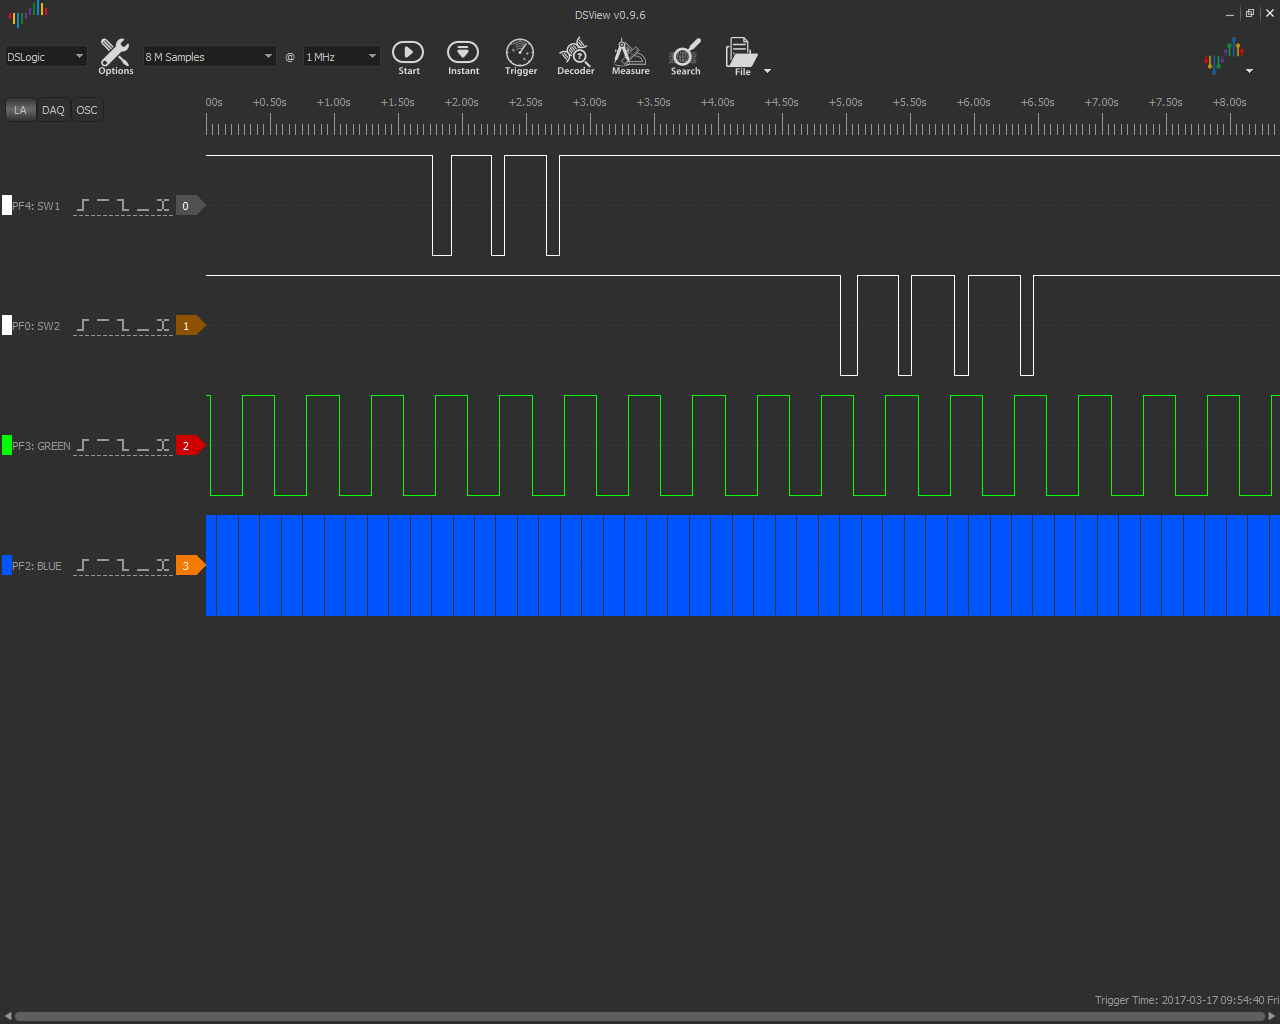 DSView v0.9.6
DSLogic 8 M Samples @ 1 MHz
Options Start Instant Trigger Decoder Measure Search File
LA DAQ OSC
00s +0.50s +1.00s +1.50s +2.00s +2.50s +3.00s +3.50s +4.00s +4.50s +5.00s +5.50s +6.00s +6.50s +7.00s +7.50s +8.00s
PF4: SW1 0
PF0: SW2 1
PF3: GREEN 2
PF2: BLUE 3
Trigger Time: 2017-03-17 09:54:40 Fri